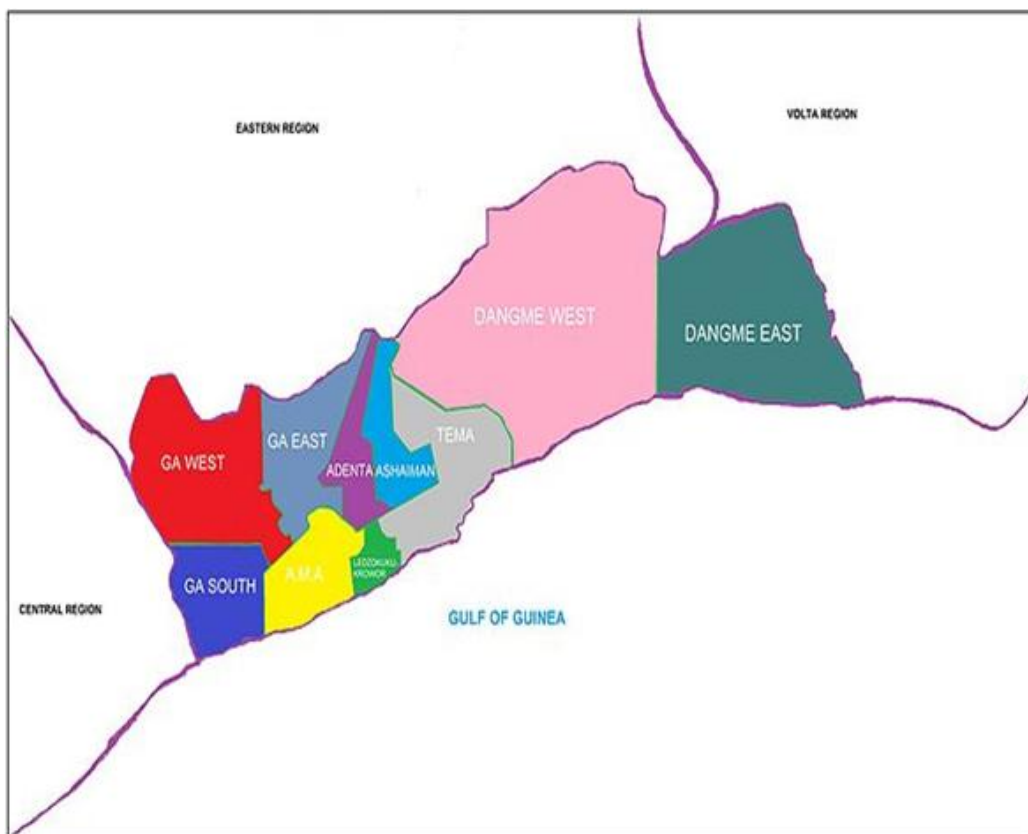 VOLTA REGION
EASTERN REGION
DANGME WEST
DANGME EAST
GA EAST
TEMA
GA WEST
ADENTA
ASHAIMAN
LEDZOKUKU-
KROWOR
A.M.A
GA SOUTH
CENTRAL REGION
GULF OF GUINEA